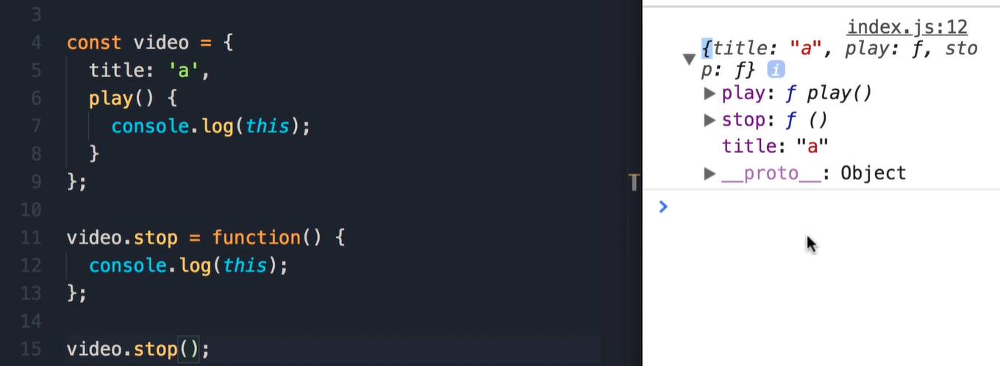 3
4 const video = {
5 title: 'a',
6 play() {
7 console.log(this);
8 }
9 };
10
11 video.stop = function() {
12 console.log(this);
13 };
14
15 video.stop();
T
index.js:12
▼ {title: "a", play: ƒ, sto
p: ƒ} i
▶ play: ƒ play()
▶ stop: ƒ ()
title: "a"
▶ __proto__: Object
>